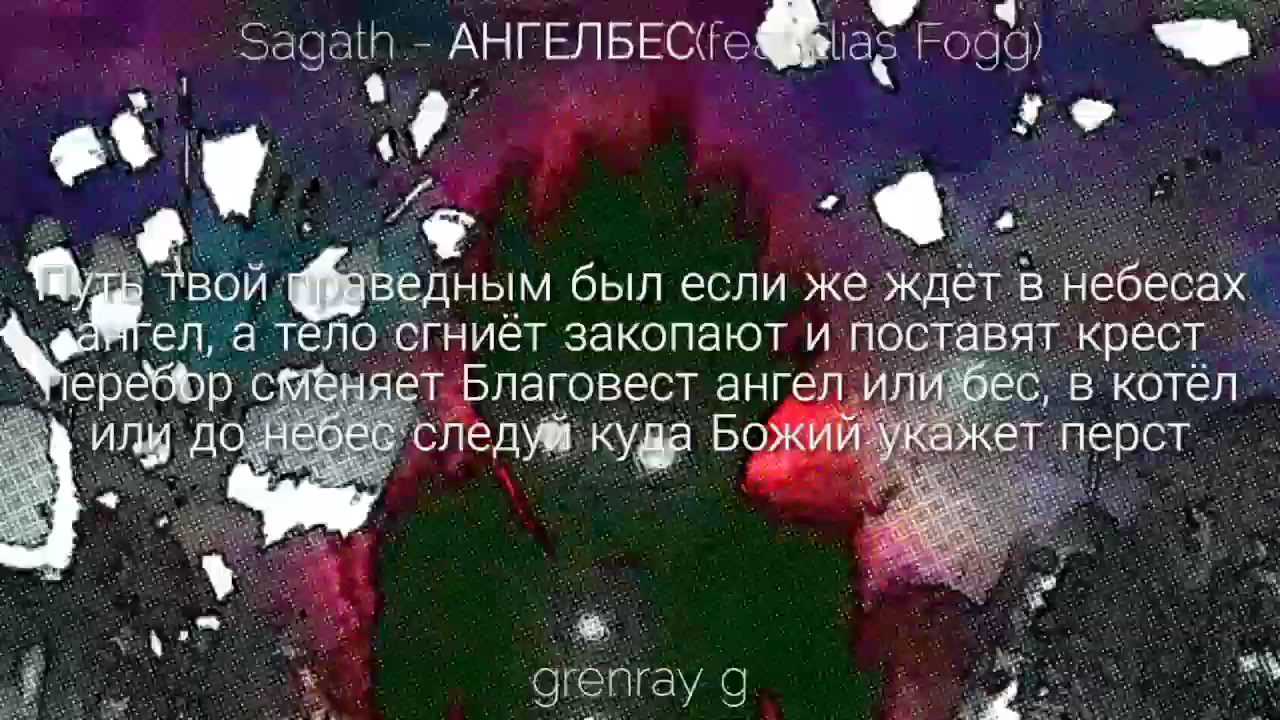 Sagath - АНГЕЛБЕС(feat. Elias Fogg)
Путь твой праведным был если же ждёт в небесах
ангел, а тело сгниёт закопают и поставят крест
перебор сменяет Благовест ангел или бес, в котёл
или до небес следуй куда Божий укажет перст
grenray g